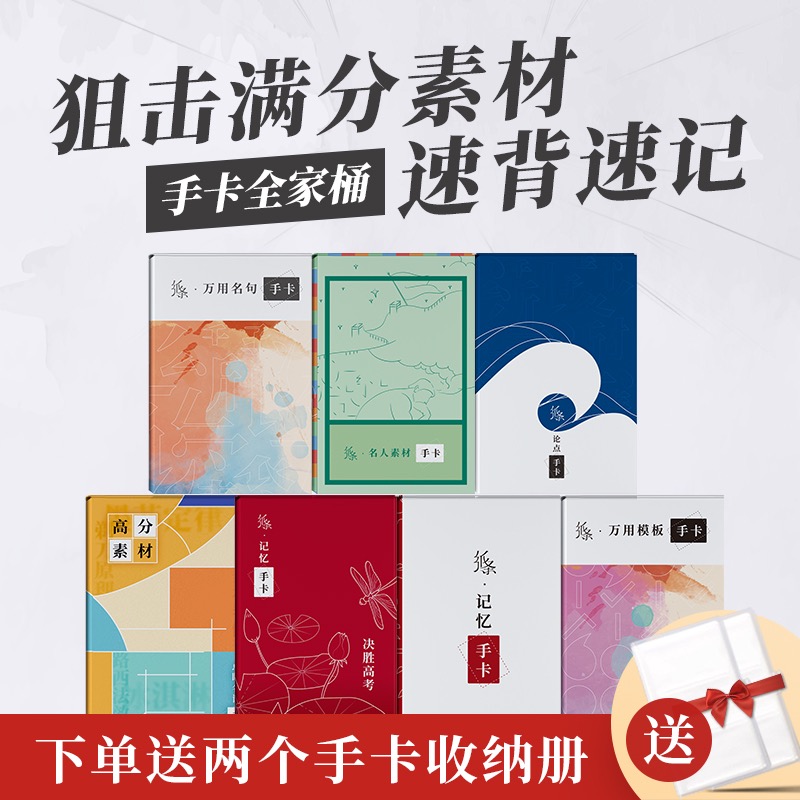 狙击满分素材
手卡全家桶
速背速记
·万用名句 手卡
·名人素材 手卡
论点
手卡
高分
素材
·记忆
手卡
决胜高考
·记忆
手卡
·万用模板 手卡
下单送两个手卡收纳册
送